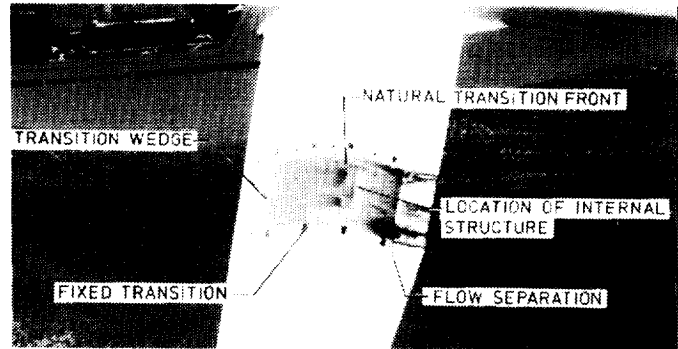 NATURAL TRANSITION FRONT
TRANSITION WEDGE
LOCATION OF INTERNAL
STRUCTURE
FIXED TRANSITION
FLOW SEPARATION